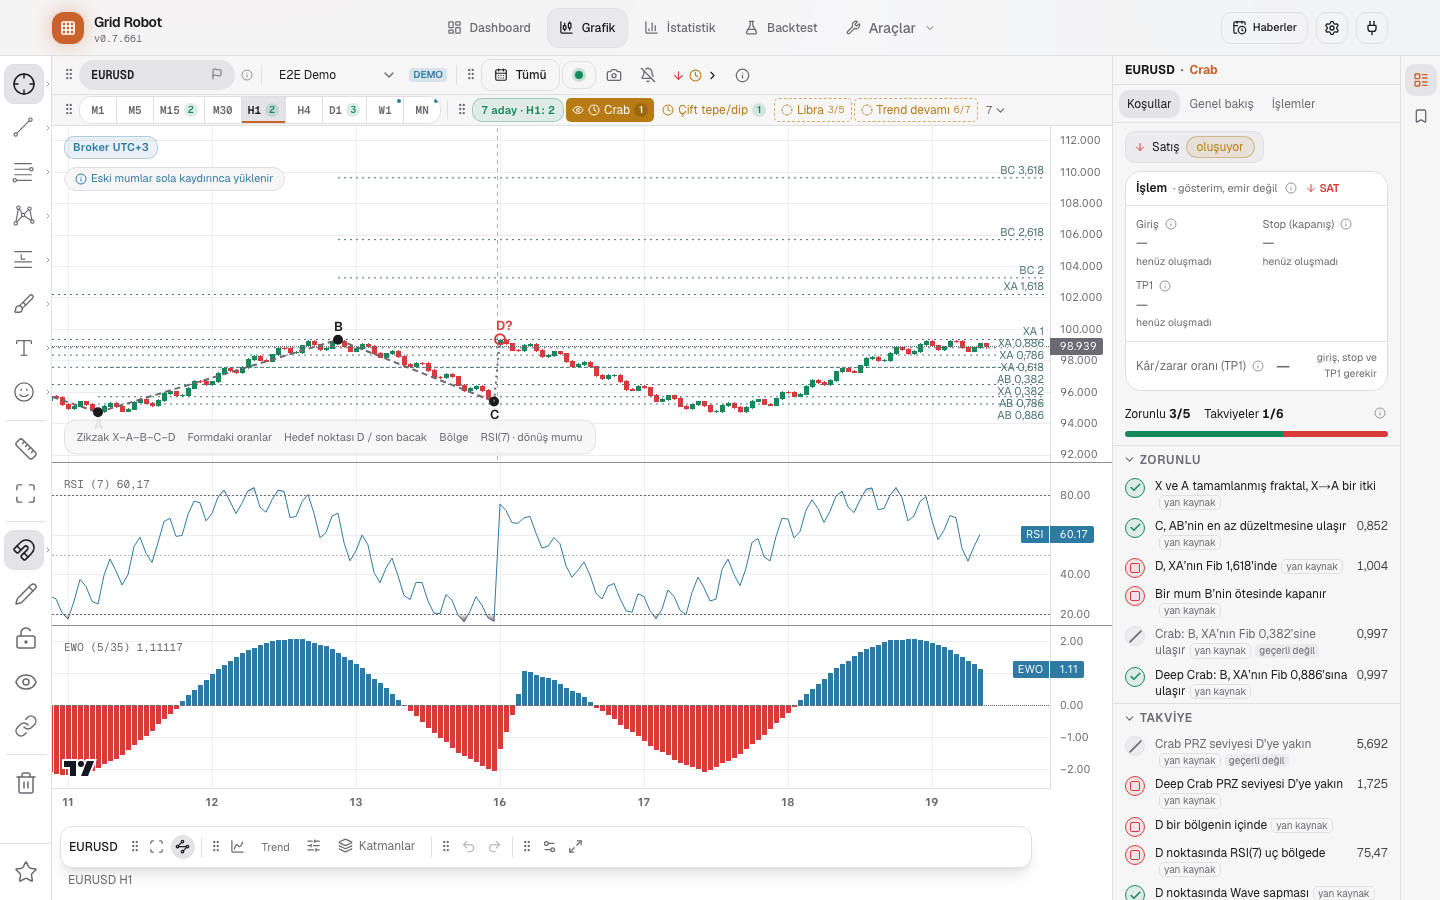 Grid Robot
v0.7.661
Dashboard
Grafik
İstatistik
Backtest
Araçlar
Haberler
EURUSD
E2E Demo
DEMO
Tümü
M1
M5
M15 2
M30
H1 2
H4
D1 3
W1
MN
7 aday · H1: 2
Crab 1
Çift tepe/dip 1
Libra 3/5
Trend devamı 6/7
7
Broker UTC+3
Eski mumlar sola kaydırınca yüklenir
BC 3,618
BC 2,618
BC 2
XA 1,618
XA 1
XA 0,886
XA 0,786
XA 0,618
AB 0,382
XA 0,382
AB 0,786
AB 0,886
B
D?
C
A
112.000
110.000
108.000
106.000
104.000
102.000
100.000
98.939
98.000
96.000
94.000
92.000
Zikzak X–A–B–C–D
Formdaki oranlar
Hedef noktası D / son bacak
Bölge
RSI(7) · dönüş mumu
RSI (7) 60,17
80.00
RSI 60.17
40.00
20.00
EWO (5/35) 1,11117
2.00
EWO 1.11
0.00
−1.00
−2.00
11
12
13
16
17
18
19
EURUSD
Trend
Katmanlar
EURUSD H1
EURUSD · Crab
Koşullar
Genel bakış
İşlemler
Satış oluşuyor
İşlem · gösterim, emir değil SAT
Giriş
—
henüz oluşmadı
Stop (kapanış)
—
henüz oluşmadı
TP1
—
henüz oluşmadı
Kâr/zarar oranı (TP1) —
giriş, stop ve
TP1 gerekir
Zorunlu 3/5 Takviyeler 1/6
ZORUNLU
X ve A tamamlanmış fraktal, X→A bir itki
yan kaynak
C, AB’nin en az düzeltmesine ulaşır 0,852
yan kaynak
D, XA’nın Fib 1,618’inde yan kaynak 1,004
Bir mum B’nin ötesinde kapanır
yan kaynak
Crab: B, XA’nın Fib 0,382’sine 0,997
ulaşır yan kaynak geçerli değil
Deep Crab: B, XA’nın Fib 0,886’sına 0,997
ulaşır yan kaynak
TAKVİYE
Crab PRZ seviyesi D’ye yakın 5,692
yan kaynak geçerli değil
Deep Crab PRZ seviyesi D’ye yakın 1,725
yan kaynak
D bir bölgenin içinde yan kaynak
D noktasında RSI(7) uç bölgede 75,47
yan kaynak
D noktasında Wave sapması yan kaynak